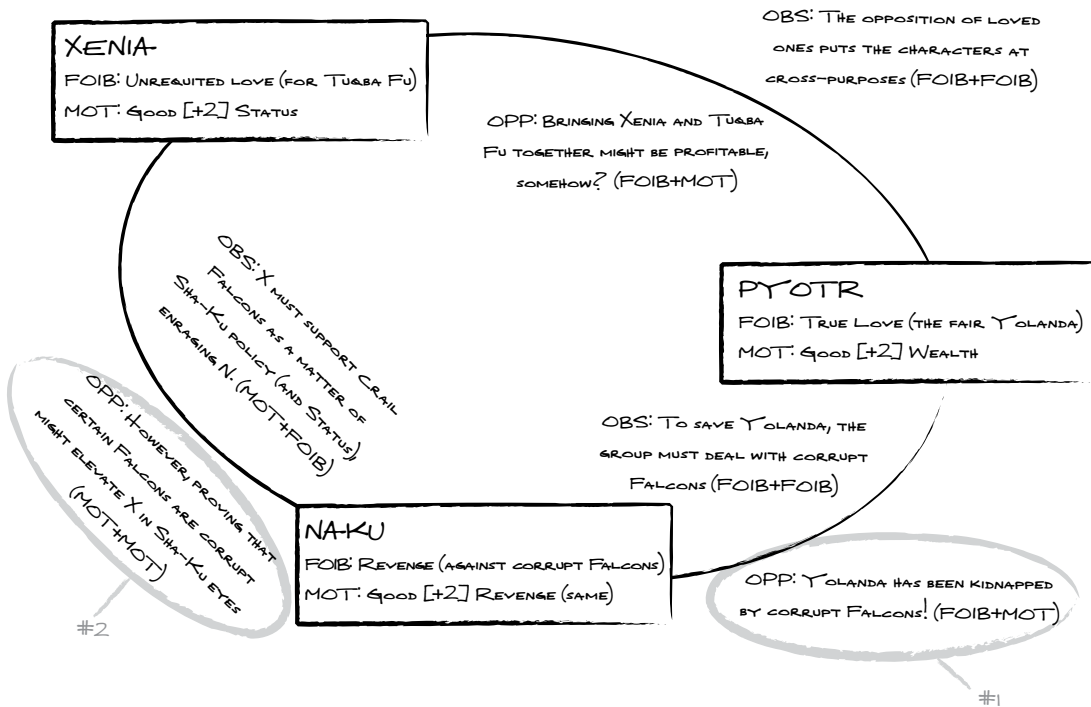 XENIA
FOIB: Unrequited love (for Tuqba Fu)
MOT: Good [+2] Status
OBS: The opposition of loved
ones puts the characters at
cross-purposes (FOIB+FOIB)
OPP: Bringing Xenia and Tuqba
Fu together might be profitable,
somehow? (FOIB+MOT)
PYOTR
FOIB: True Love (the fair Yolanda)
MOT: Good [+2] Wealth
OBS: X must support Crail
Falcons as a matter of
Sha-Ku policy (and Status),
enraging N. (MOT+FOIB)
OPP: However, proving that
certain Falcons are corrupt
might elevate X in Sha-Ku eyes
(MOT+MOT)
#2
OBS: To save Yolanda, the
group must deal with corrupt
Falcons (FOIB+FOIB)
NA-KU
FOIB: Revenge (against corrupt Falcons)
MOT: Good [+2] Revenge (same)
OPP: Yolanda has been kidnapped
by corrupt Falcons! (FOIB+MOT)
#1